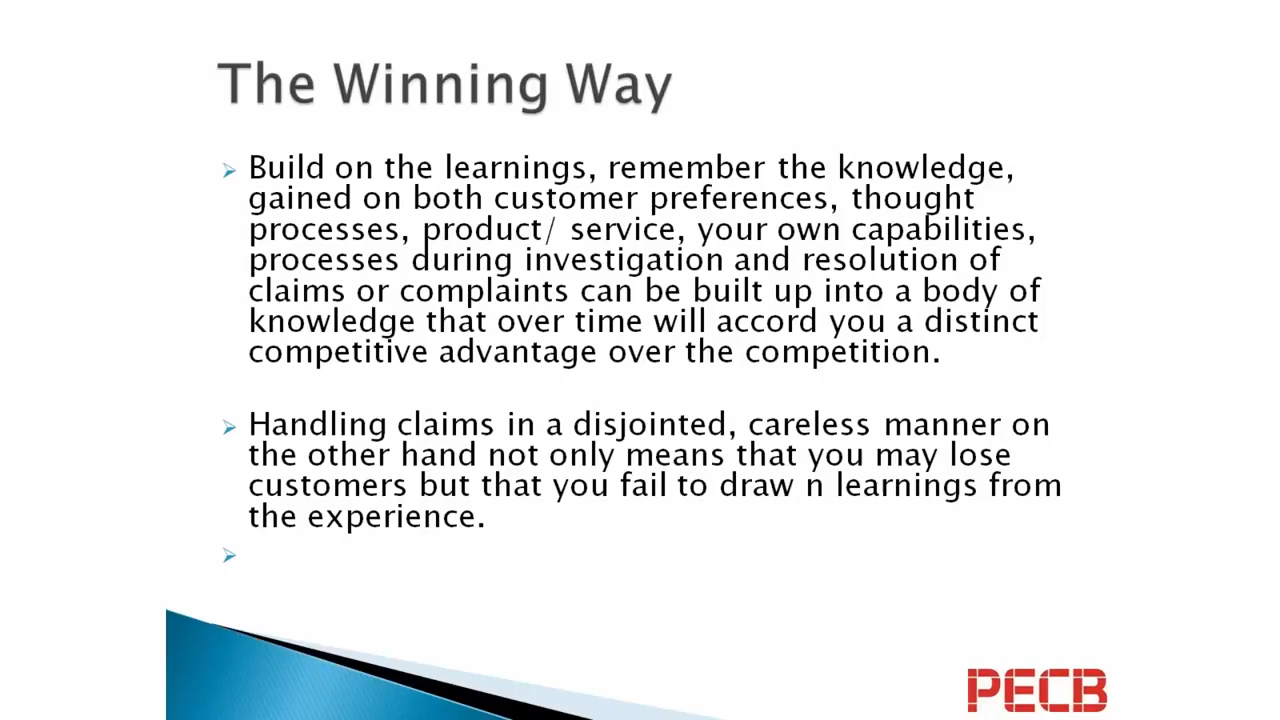 The Winning Way
Build on the learnings, remember the knowledge,
gained on both customer preferences, thought
processes, product/ service, your own capabilities,
processes during investigation and resolution of
claims or complaints can be built up into a body of
knowledge that over time will accord you a distinct
competitive advantage over the competition.
Handling claims in a disjointed, careless manner on
the other hand not only means that you may lose
customers but that you fail to draw n learnings from
the experience.
PECB